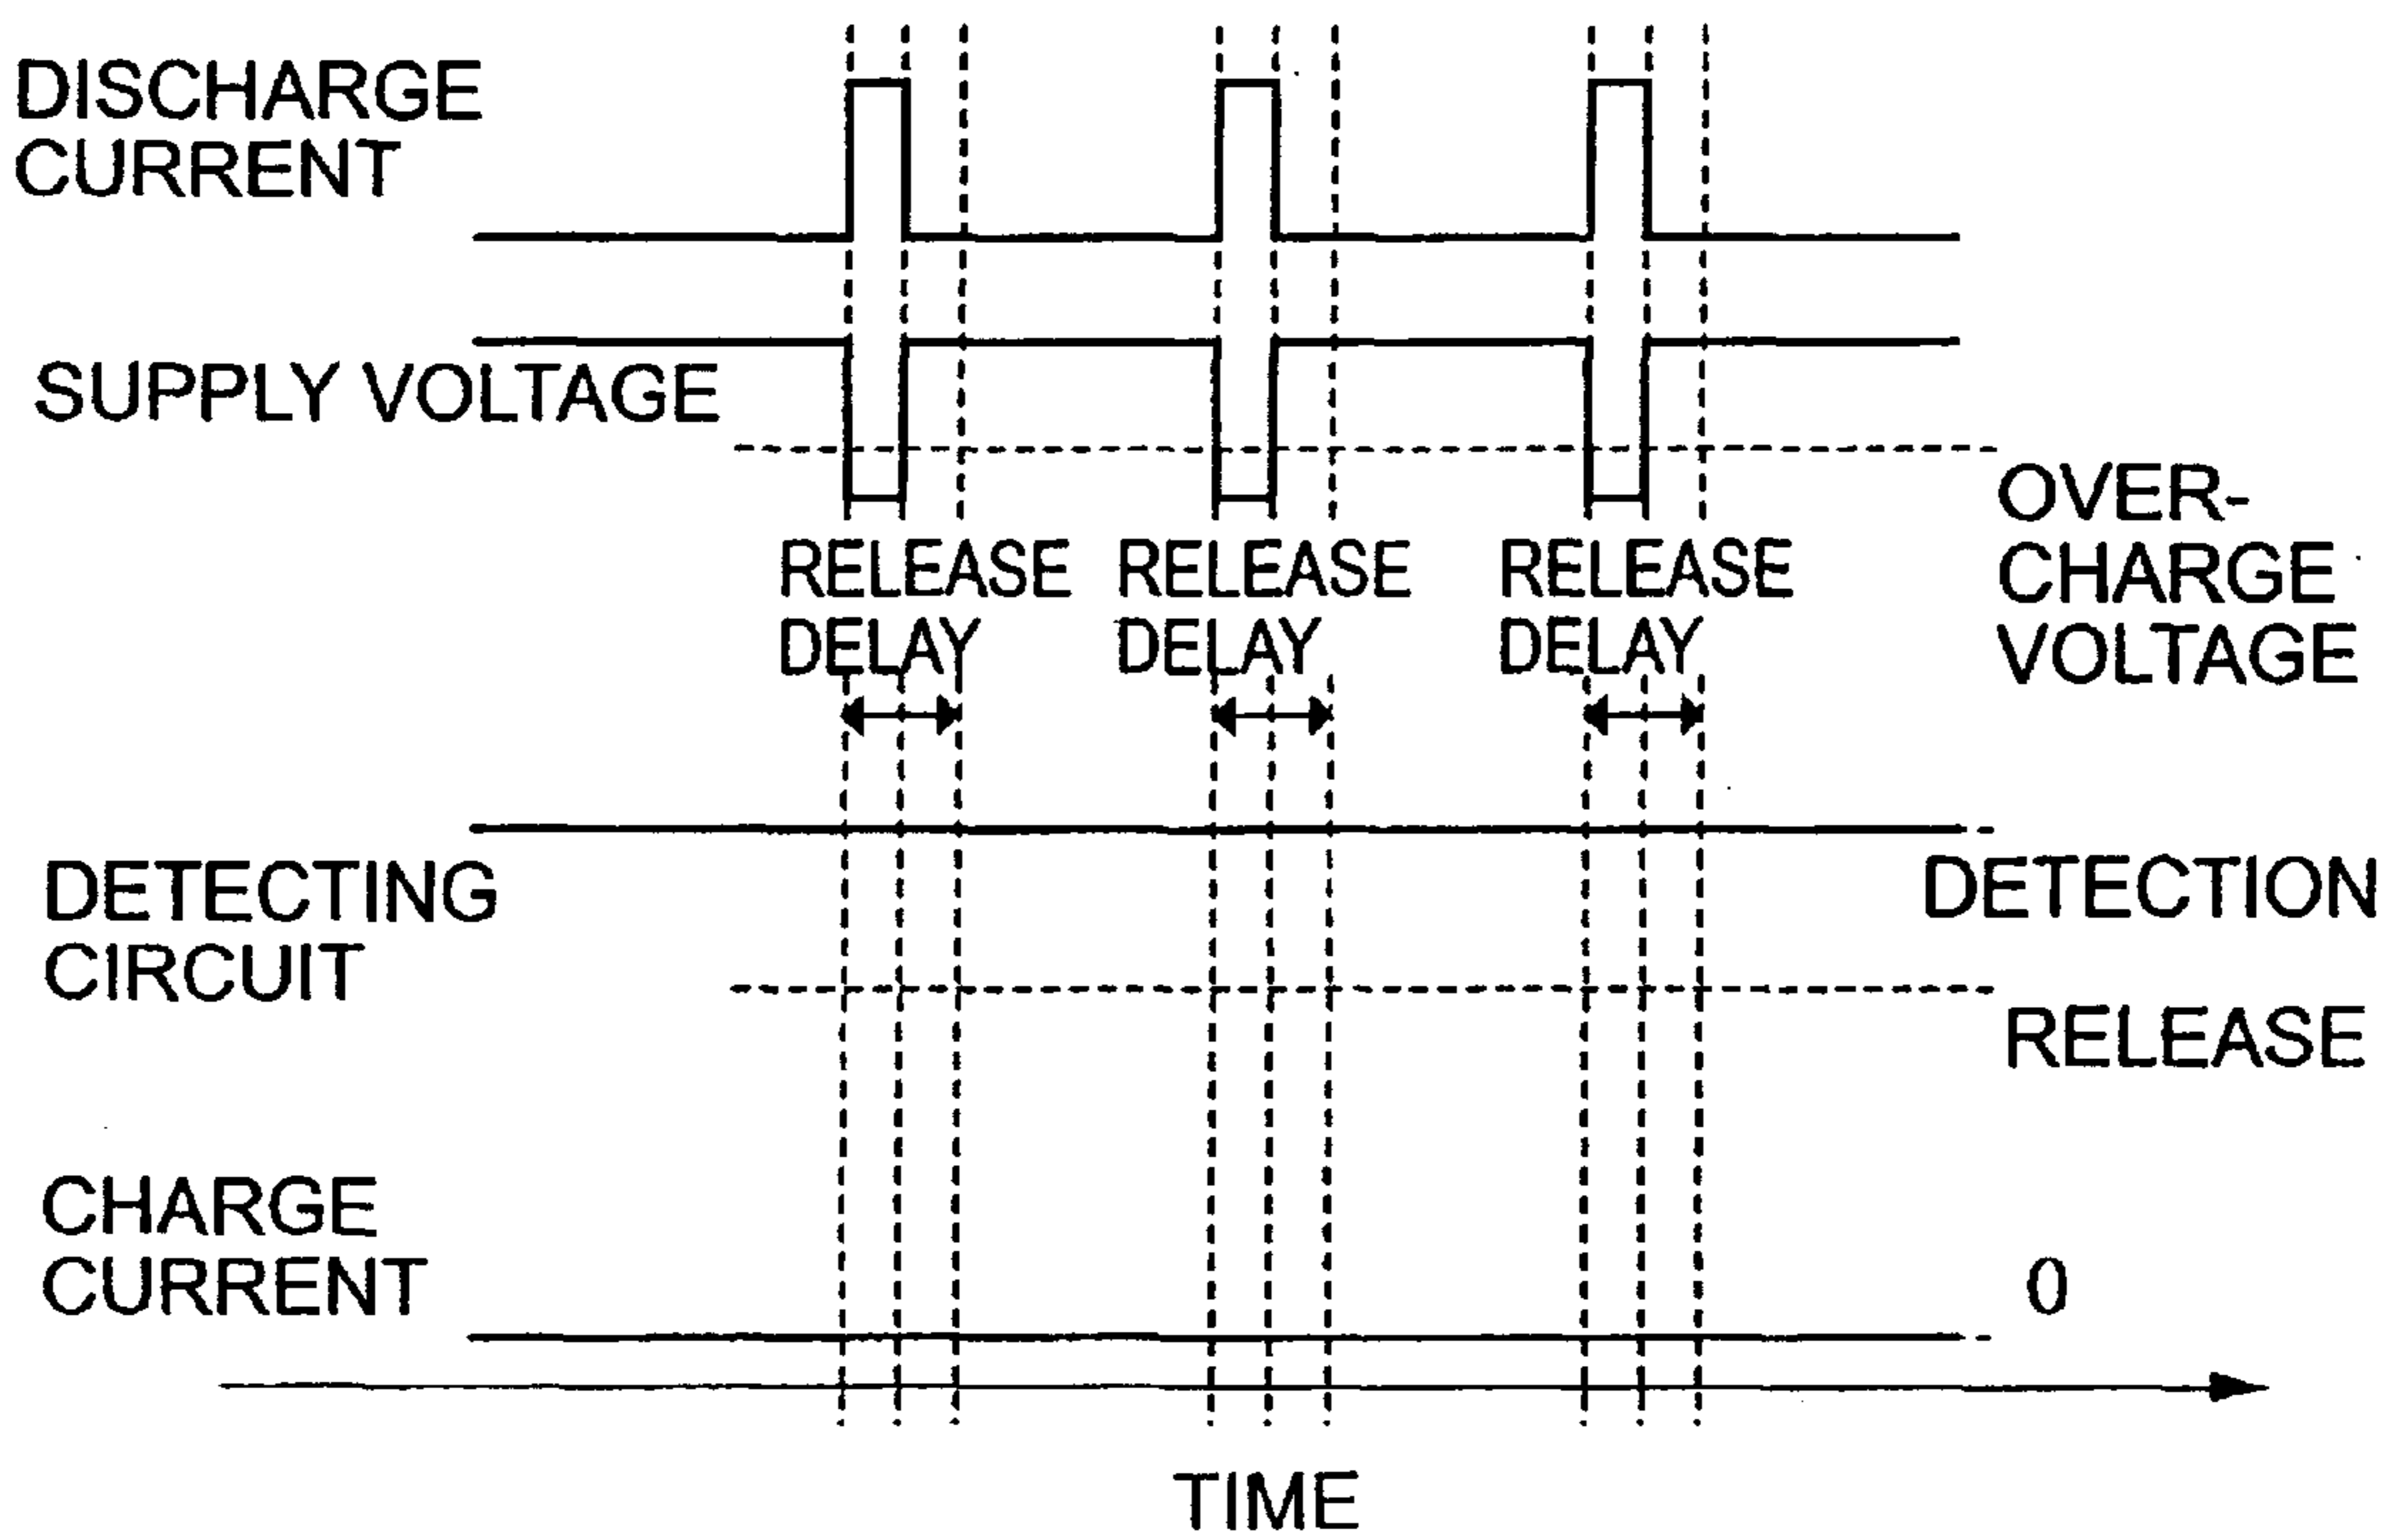 DISCHARGE
CURRENT
SUPPLY VOLTAGE
OVER-
CHARGE
VOLTAGE
RELEASE
DELAY
RELEASE
DELAY
RELEASE
DELAY
DETECTING
CIRCUIT
DETECTION
RELEASE
CHARGE
CURRENT
0
TIME